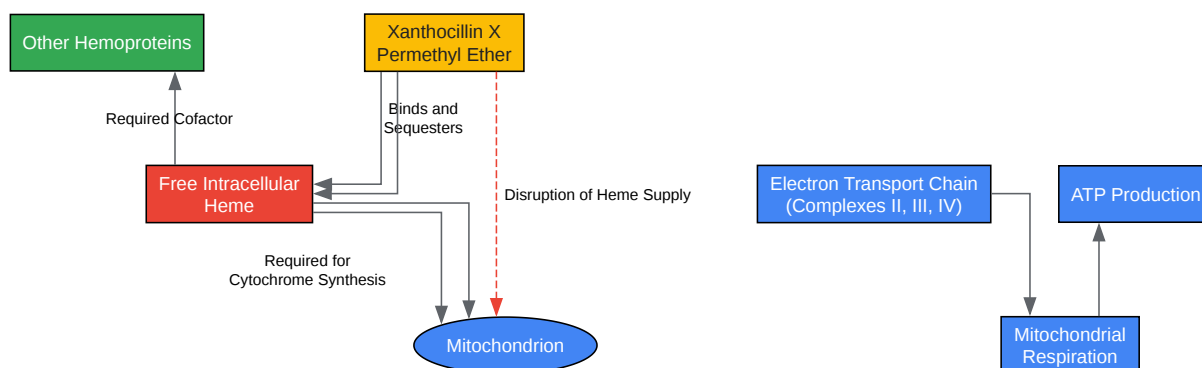 Other Hemoproteins
Xanthocillin X
Permethyl Ether
Required Cofactor
Binds and
Sequesters
Free Intracellular
Heme
Disruption of Heme Supply
Electron Transport Chain
(Complexes II, III, IV)
ATP Production
Required for
Cytochrome Synthesis
Mitochondrion
Mitochondrial
Respiration